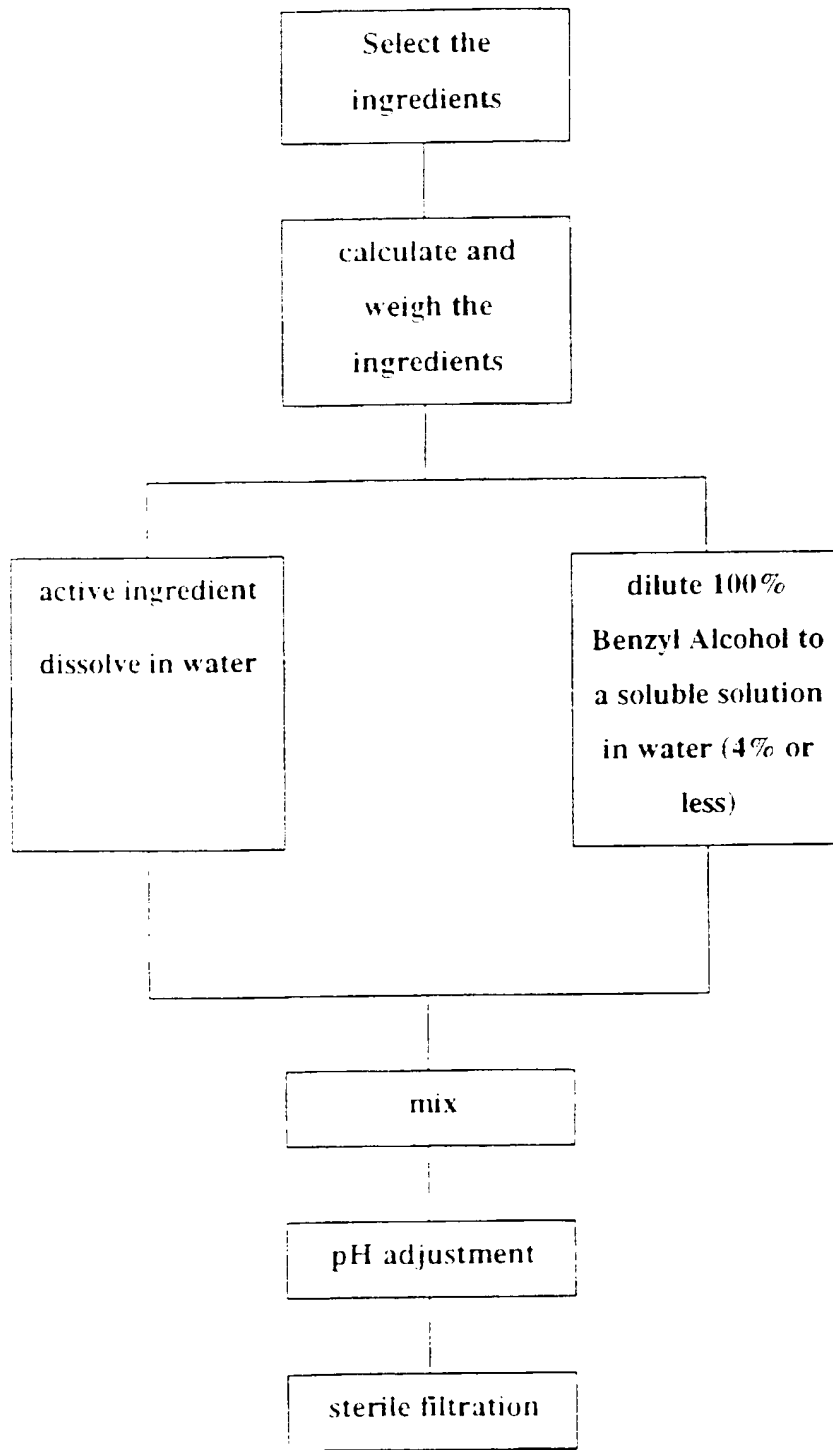 Select the
ingredients
calculate and
weigh the
ingredients
active ingredient
dissolve in water
dilute 100%
Benzyl Alcohol to
a soluble solution
in water (4% or
less)
mix
pH adjustment
sterile filtration